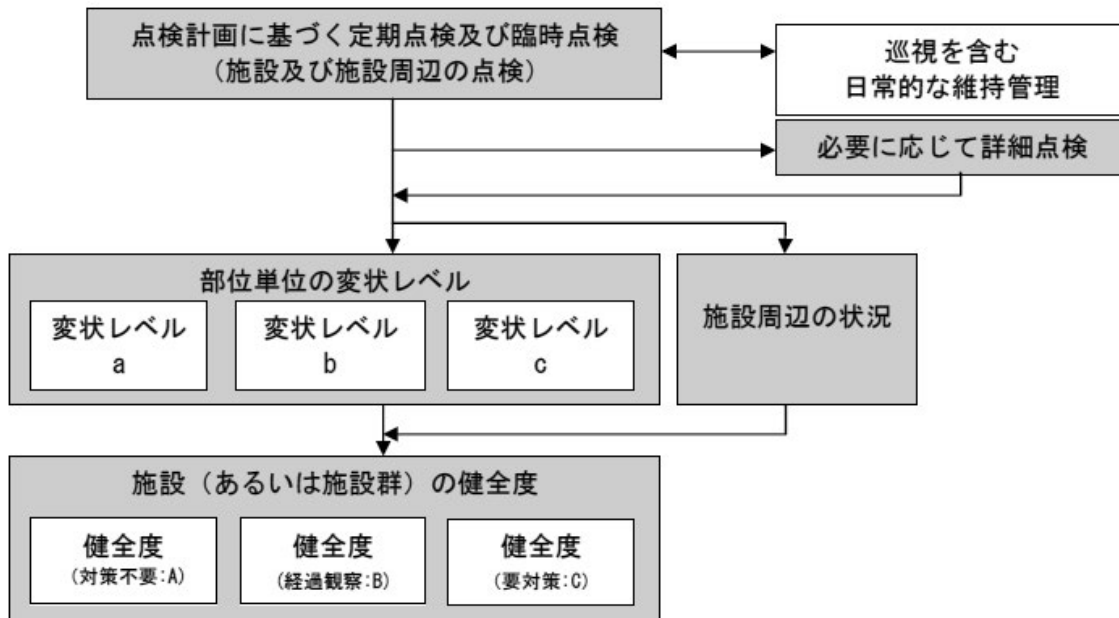 点検計画に基づく定期点検及び臨時点検
(施設及び施設周辺の点検)
巡視を含む
日常的な維持管理
必要に応じて詳細点検
部位単位の変状レベル
変状レベル
a
変状レベル
b
変状レベル
c
施設周辺の状況
施設（あるいは施設群）の健全度
健全度
(対策不要:A)
健全度
(経過観察:B)
健全度
(要対策:C)